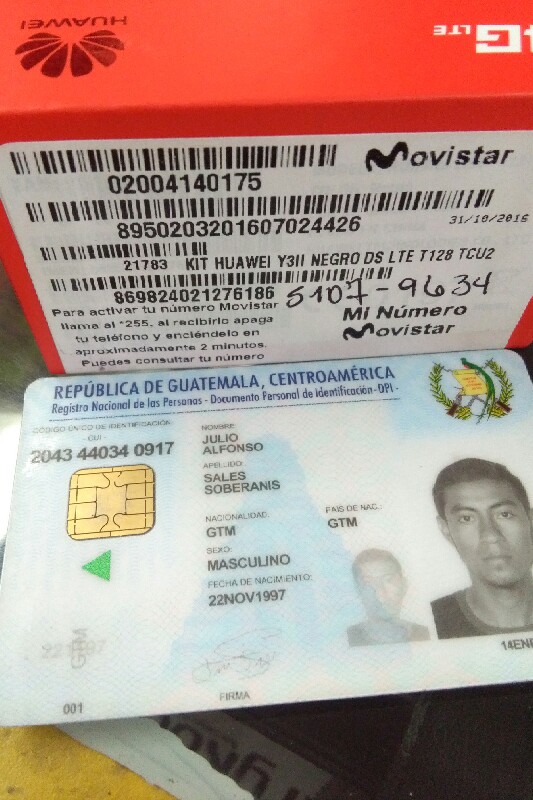 HUAWEI
4G LTE
Movistar
02004140175
89502032016070244​26
31/10/2016
21783 KIT HUAWEI Y3II NEGRO DS LTE T128 TCU2
869824021276186
5107-9634
Para activar tu número Movistar
llama al *255, al recibirlo apaga
tu teléfono y enciéndelo en
aproximadamente 2 minutos.
Puedes consultar tu número
Mi Número
Movistar
REPÚBLICA DE GUATEMALA, CENTROAMÉRICA
Registro Nacional de las Personas - Documento Personal de Identificación -DPI-
CÓDIGO ÚNICO DE IDENTIFICACIÓN
- CUI -
2043 44034 0917
NOMBRE:
JULIO
ALFONSO
APELLIDO:
SALES
SOBERANIS
NACIONALIDAD:
GTM
PAIS DE NAC.:
GTM
SEXO:
MASCULINO
FECHA DE NACIMIENTO:
22NOV1997
GTM
14ENE
FIRMA
001